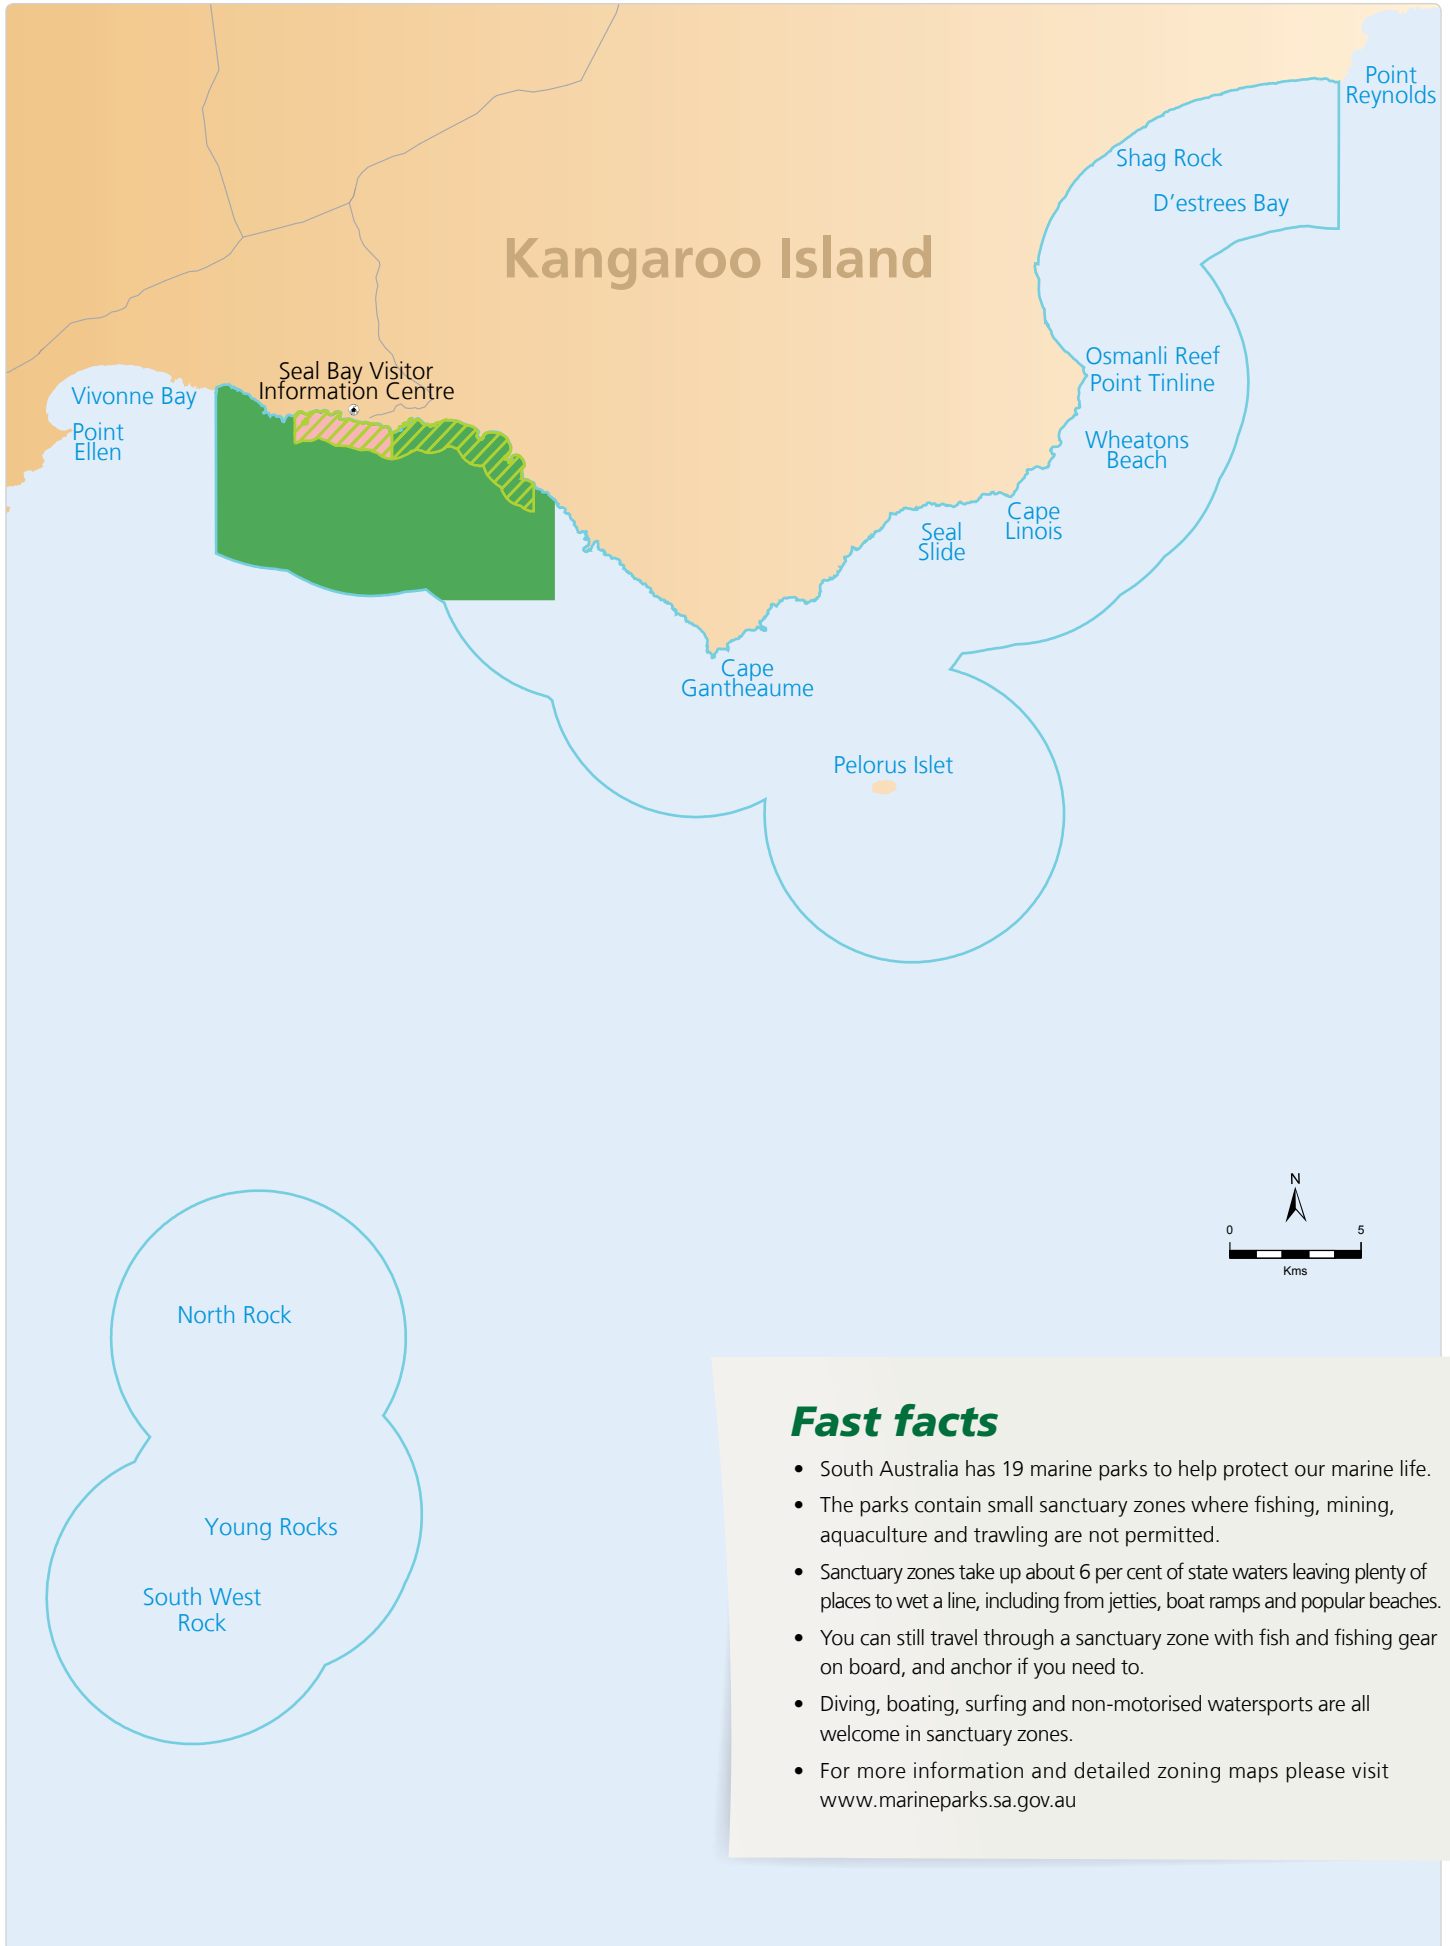 Point
Reynolds
Shag Rock
D’estrees Bay
Kangaroo Island
Seal Bay Visitor
Information Centre
Vivonne Bay
Point
Ellen
Osmanli Reef
Point Tinline
Wheatons
Beach
Cape
Linois
Seal
Slide
Cape
Gantheaume
Pelorus Islet
N
0 5
Kms
North Rock
Young Rocks
South West
Rock
Fast facts
• South Australia has 19 marine parks to help protect our marine life.
• The parks contain small sanctuary zones where fishing, mining,
aquaculture and trawling are not permitted.
• Sanctuary zones take up about 6 per cent of state waters leaving plenty of
places to wet a line, including from jetties, boat ramps and popular beaches.
• You can still travel through a sanctuary zone with fish and fishing gear
on board, and anchor if you need to.
• Diving, boating, surfing and non-motorised watersports are all
welcome in sanctuary zones.
• For more information and detailed zoning maps please visit
www.marineparks.sa.gov.au